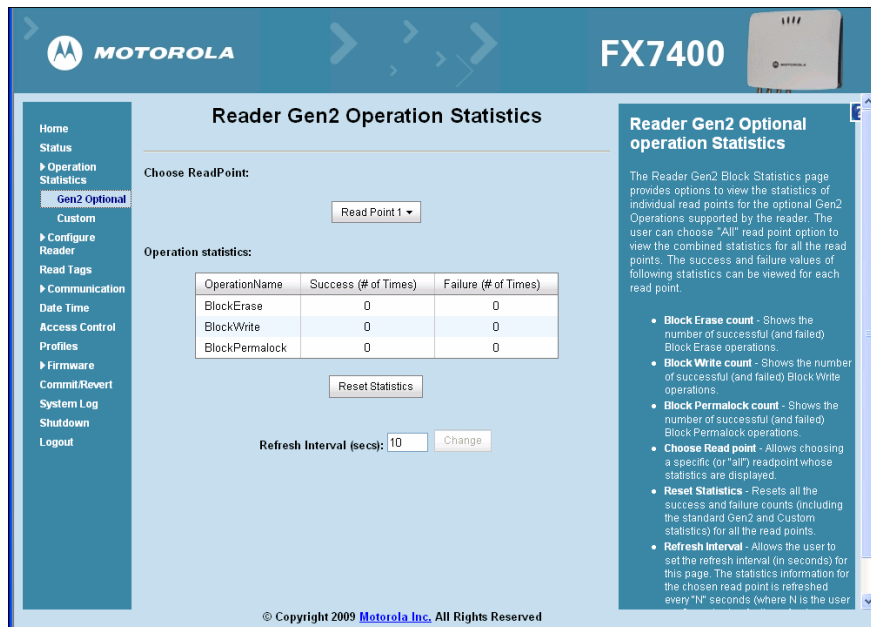 MOTOROLA
FX7400
Home
Status
Operation
Statistics
Gen2 Optional
Custom
Configure
Reader
Read Tags
Communication
Date Time
Access Control
Profiles
Firmware
Commit/Revert
System Log
Shutdown
Logout
Reader Gen2 Operation Statistics
Choose ReadPoint:
Read Point 1
Operation statistics:
OperationName Success (# of Times) Failure (# of Times)
BlockErase 0 0
BlockWrite 0 0
BlockPermalock 0 0
Reset Statistics
Refresh Interval (secs): 10 Change
© Copyright 2009 Motorola Inc. All Rights Reserved
?
Reader Gen2 Optional
operation Statistics
The Reader Gen2 Block Statistics page
provides options to view the statistics of
individual read points for the optional Gen2
Operations supported by the reader. The
user can choose "All" read point option to
view the combined statistics for all the read
points. The success and failure values of
following statistics can be viewed for each
read point.
• Block Erase count - Shows the
number of successful (and failed)
Block Erase operations.
• Block Write count - Shows the number
of successful (and failed) Block Write
operations.
• Block Permalock count - Shows the
number of successful (and failed)
Block Permalock operations.
• Choose Read point - Allows choosing
a specific (or "all") readpoint whose
statistics are displayed.
• Reset Statistics - Resets all the
success and failure counts (including
the standard Gen2 and Custom
statistics) for all the read points.
• Refresh Interval - Allows the user to
set the refresh interval (in seconds) for
this page. The statistics information for
the chosen read point is refreshed
every "N" seconds (where N is the user